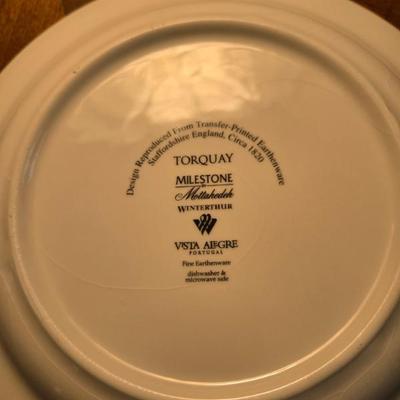 Design Reproduced From Transfer-Printed Earthenware
Staffordshire England, Circa 1820
TORQUAY
MILESTONE
by
Mottahedeh
WINTERTHUR
VISTA ALEGRE
PORTUGAL
Fine Earthenware
dishwasher &
microwave safe